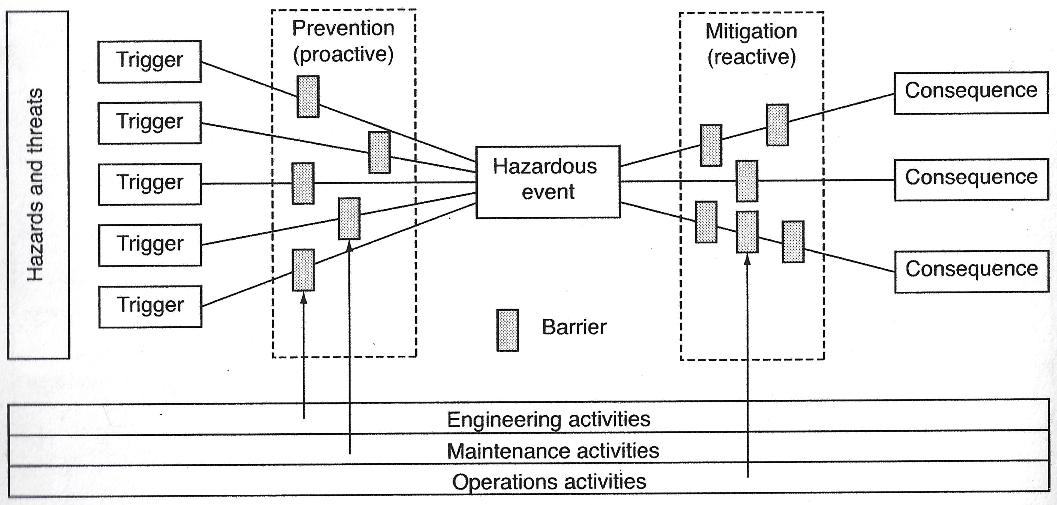 Hazards and threats
Trigger
Trigger
Trigger
Trigger
Trigger
Prevention
(proactive)
Hazardous
event
Mitigation
(reactive)
Consequence
Consequence
Consequence
Barrier
Engineering activities
Maintenance activities
Operations activities